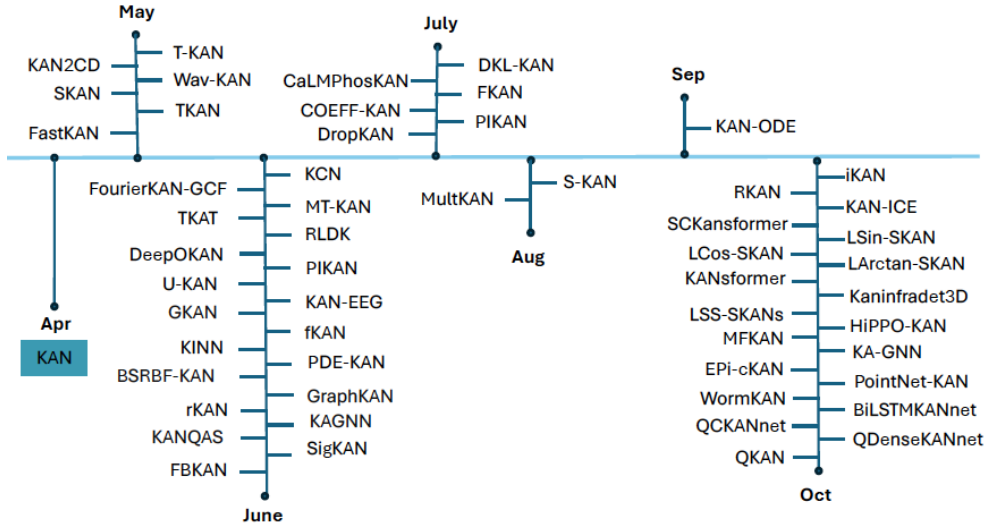 May
T-KAN
KAN2CD
Wav-KAN
SKAN
TKAN
FastKAN
July
DKL-KAN
CaLMPhosKAN
FKAN
COEFF-KAN
PIKAN
DropKAN
Sep
KAN-ODE
Apr
KAN
KCN
FourierKAN-GCF
MT-KAN
TKAT
RLDK
DeepOKAN
PIKAN
U-KAN
KAN-EEG
GKAN
fKAN
KINN
PDE-KAN
BSRBF-KAN
GraphKAN
rKAN
KAGNN
KANQAS
SigKAN
FBKAN
June
S-KAN
MultKAN
Aug
iKAN
RKAN
KAN-ICE
SCKansformer
LSin-SKAN
LCos-SKAN
LArctan-SKAN
KANsformer
Kaninfradet3D
LSS-SKANs
HiPPO-KAN
MFKAN
KA-GNN
EPi-cKAN
PointNet-KAN
WormKAN
BiLSTMKANnet
QCKANnet
QDenseKANnet
QKAN
Oct